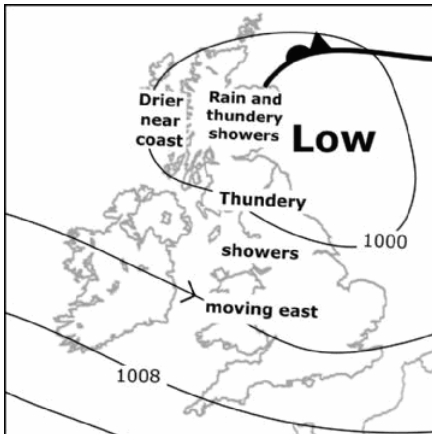 Drier
near
coast
Rain and
thundery
showers
Low
Thundery
1000
showers
moving east
1008